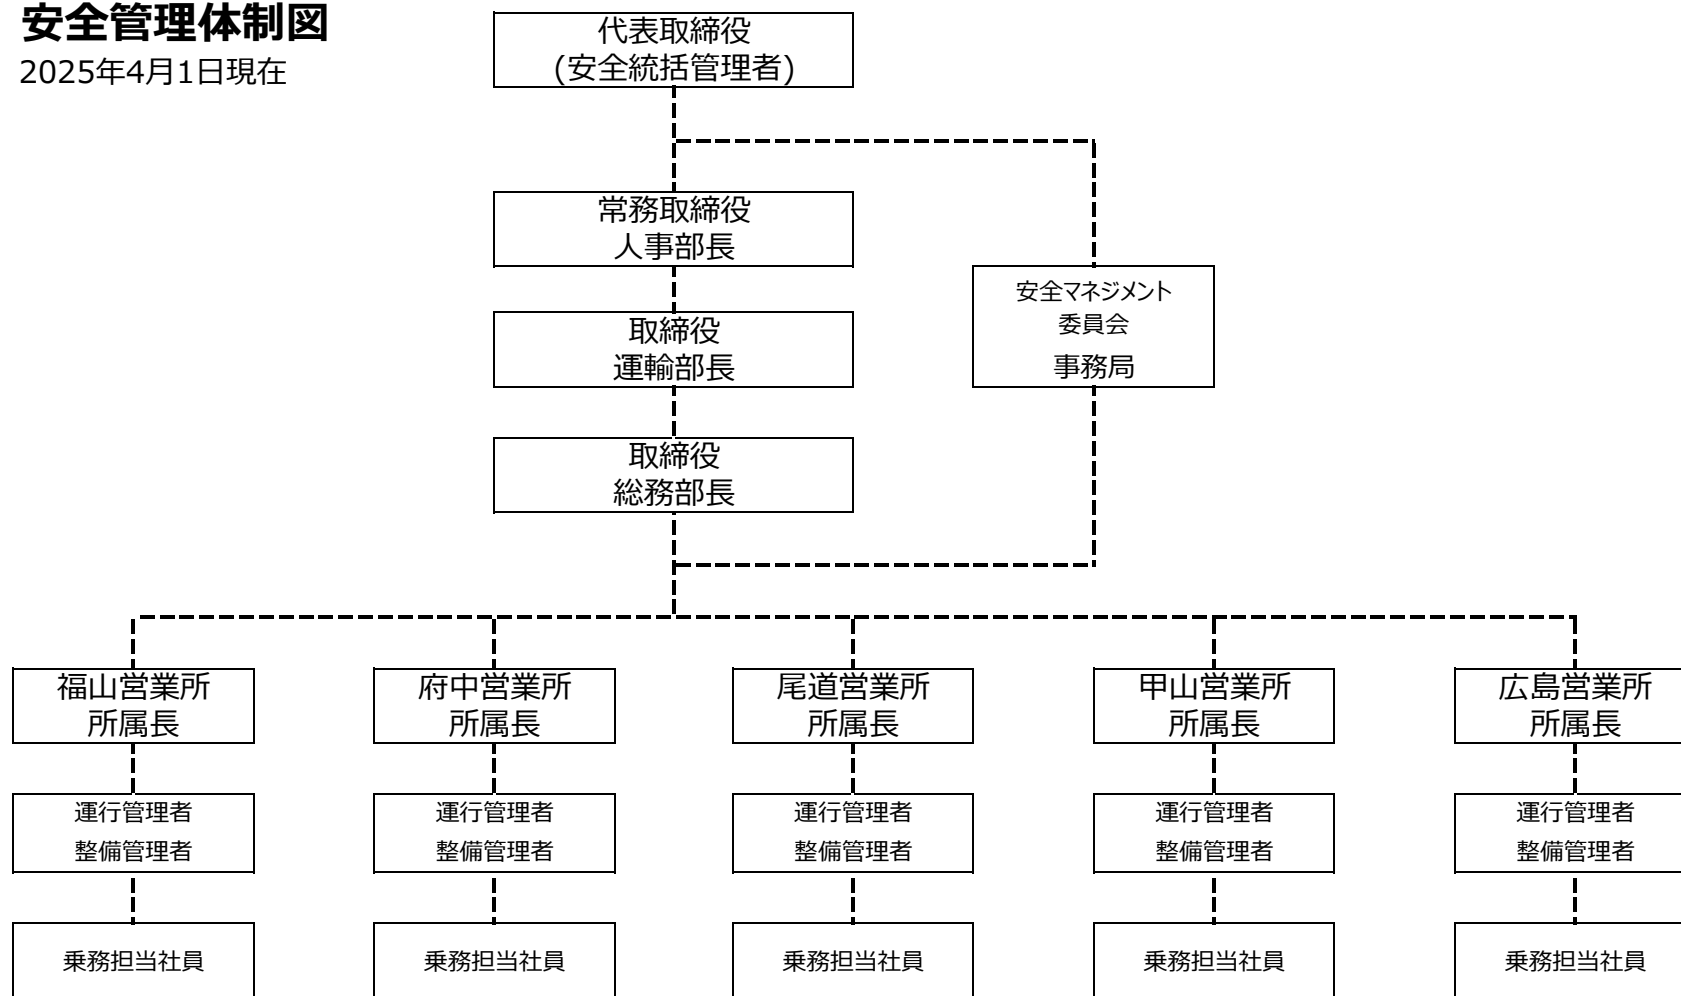 安全管理体制図
2025年4月1日現在
代表取締役
(安全統括管理者)
常務取締役
人事部長
安全マネジメント
委員会
事務局
取締役
運輸部長
取締役
総務部長
福山営業所
所属長
府中営業所
所属長
尾道営業所
所属長
甲山営業所
所属長
広島営業所
所属長
運行管理者
整備管理者
運行管理者
整備管理者
運行管理者
整備管理者
運行管理者
整備管理者
運行管理者
整備管理者
乗務担当社員
乗務担当社員
乗務担当社員
乗務担当社員
乗務担当社員